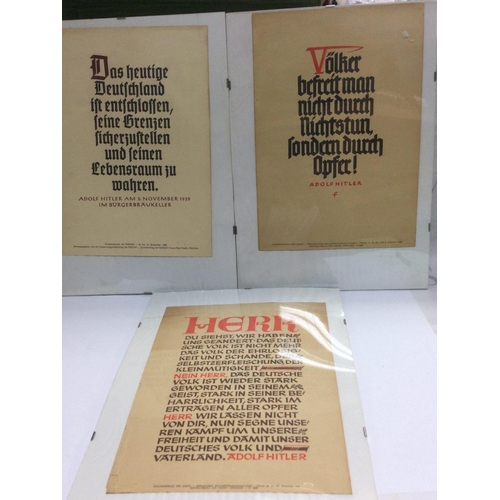 Das heutige
Deutschland
ist entschlossen,
seine Grenzen
sicherzustellen
und seinen
Lebensraum zu
wahren.
ADOLF HITLER AM 8. NOVEMBER 1939
IM BÜRGERBRÄUKELLER
Völker
befreit man
nicht durch
Nichtstun,
sondern durch
Opfer!
ADOLF HITLER
HERR
DU SIEHST, WIR HABEN
UNS GEÄNDERT· DAS DEUT
SCHE VOLK IST NICHT MEHR
DAS VOLK DER EHRLOSIG-
KEIT UND SCHANDE, DER
SELBSTZERFLEISCHUNG, DER
KLEINMÜTIGKEIT
NEIN HERR, DAS DEUTSCHE
VOLK IST WIEDER STARK
GEWORDEN IN SEINEM
GEIST, STARK IN SEINER BE-
HARRLICHKEIT, STARK IM
ERTRAGEN ALLER OPFER
HERR WIR LASSEN NICHT
VON DIR, NUN SEGNE UNSE-
REN KAMPF UM UNSERE
FREIHEIT UND DAMIT UNSER
DEUTSCHES VOLK UND
VATERLAND. ADOLF HITLER